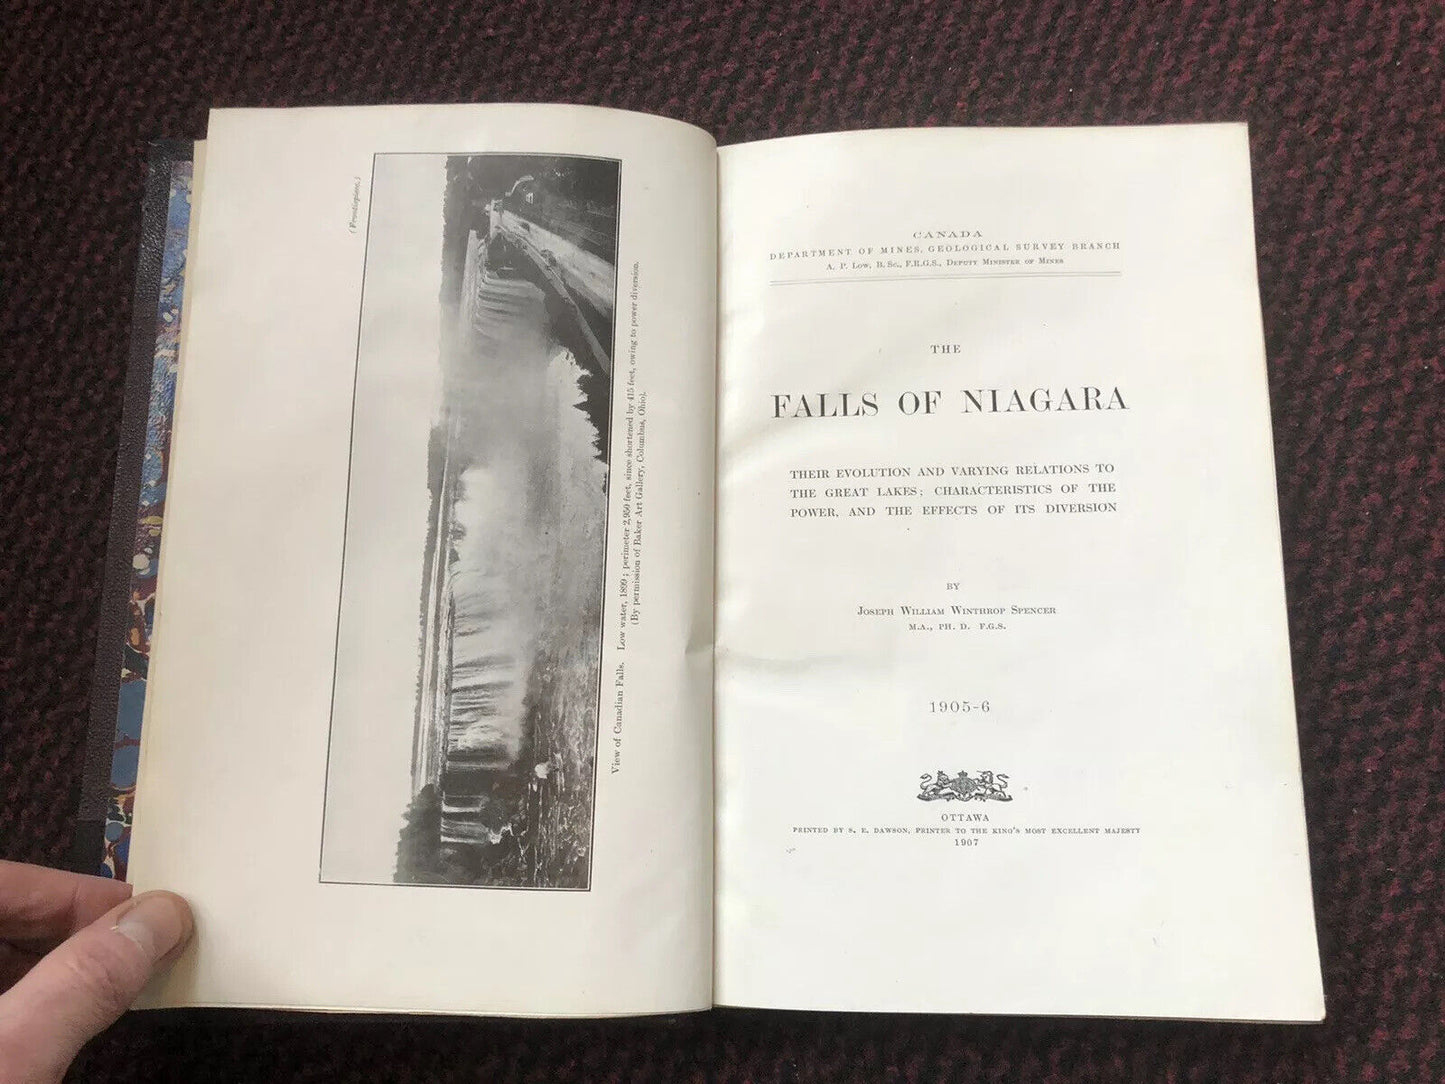 (Frontispiece.)
View of Canadian Falls. Low water, 1899; perimeter 2,950 feet, since shortened by 415 feet, owing to power diversion.
(By permission of Baker Art Gallery, Columbus, Ohio).
CANADA
DEPARTMENT OF MINES, GEOLOGICAL SURVEY BRANCH
A. P. LOW, B. SC., F.R.G.S., DEPUTY MINISTER OF MINES
THE
FALLS OF NIAGARA
THEIR EVOLUTION AND VARYING RELATIONS TO
THE GREAT LAKES; CHARACTERISTICS OF THE
POWER, AND THE EFFECTS OF ITS DIVERSION
BY
JOSEPH WILLIAM WINTHROP SPENCER
M.A., PH. D. F.G.S.
1905-6
OTTAWA
PRINTED BY S. E. DAWSON, PRINTER TO THE KING'S MOST EXCELLENT MAJESTY
1907